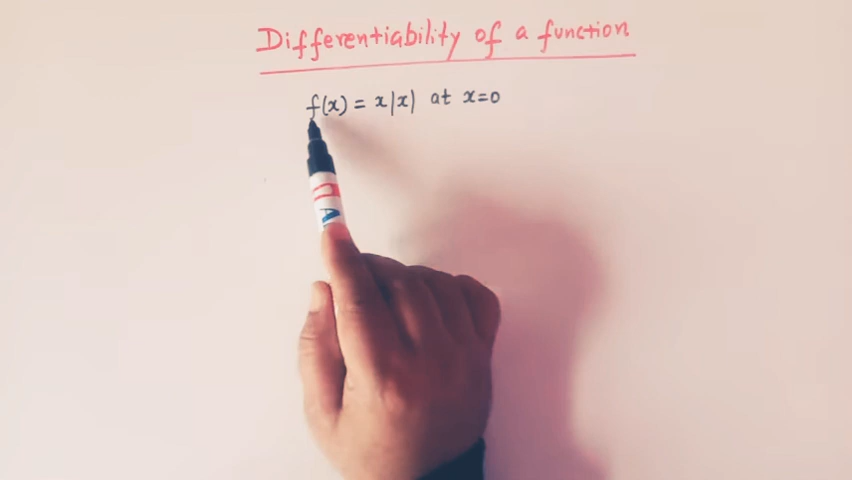 Differentiability of a function
f(x) = x|x| at x=0